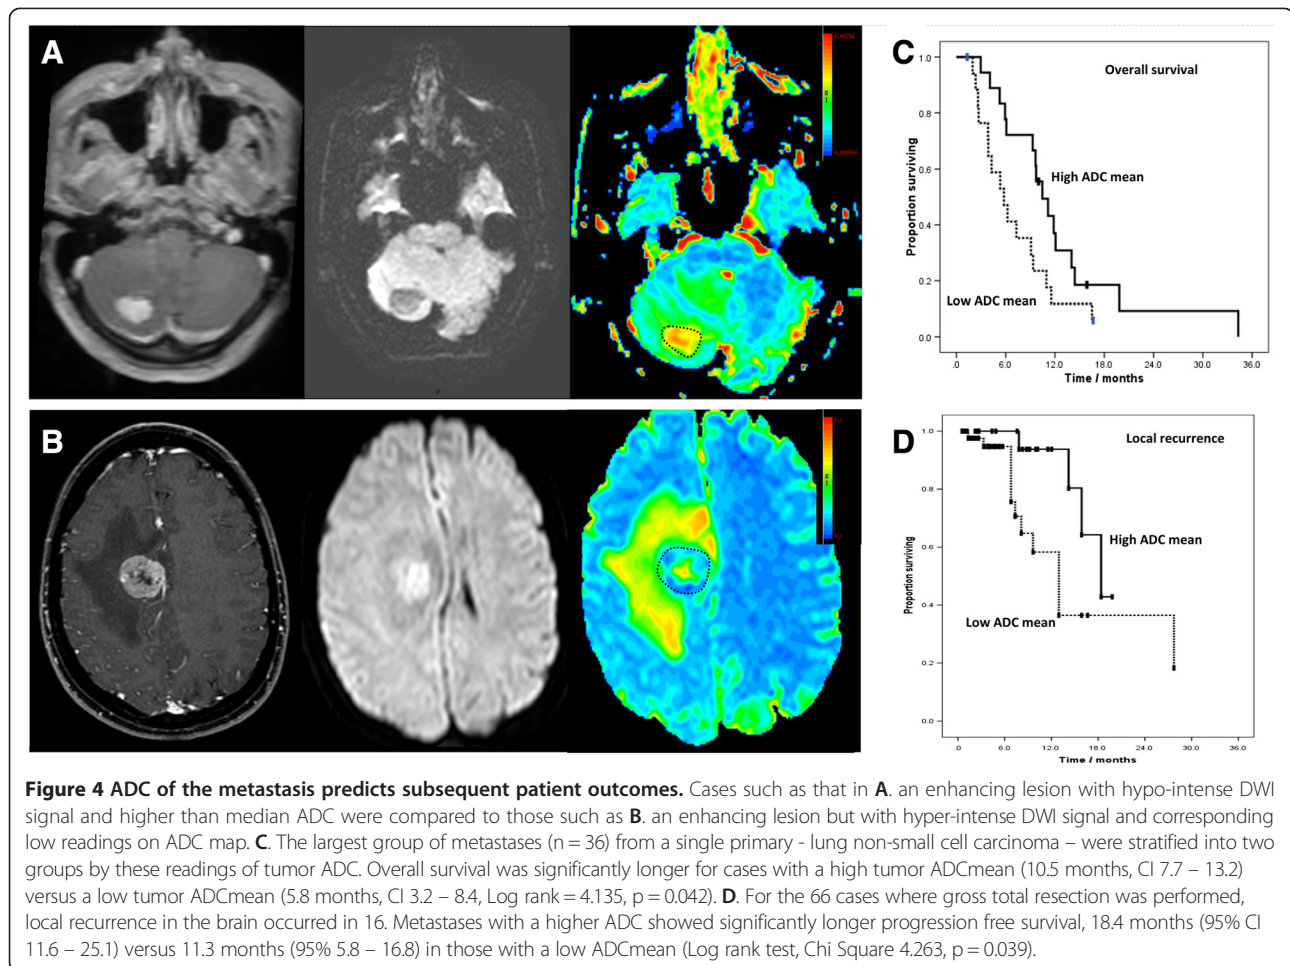 A
B
C
Overall survival
High ADC mean
Low ADC mean
Proportion surviving
1.0
0.8
0.6
0.4
0.2
0.0
.0 6.0 12.0 18.0 24.0 30.0 36.0
Time / months
D
Local recurrence
High ADC mean
Low ADC mean
Proportion surviving
1.0
0.8
0.6
0.4
0.2
0.0
.0 6.0 12.0 18.0 24.0 30.0 36.0
Time / months
Figure 4 ADC of the metastasis predicts subsequent patient outcomes. Cases such as that in A. an enhancing lesion with hypo-intense DWI
signal and higher than median ADC were compared to those such as B. an enhancing lesion but with hyper-intense DWI signal and corresponding
low readings on ADC map. C. The largest group of metastases (n = 36) from a single primary - lung non-small cell carcinoma – were stratified into two
groups by these readings of tumor ADC. Overall survival was significantly longer for cases with a high tumor ADCmean (10.5 months, CI 7.7 – 13.2)
versus a low tumor ADCmean (5.8 months, CI 3.2 – 8.4, Log rank = 4.135, p = 0.042). D. For the 66 cases where gross total resection was performed,
local recurrence in the brain occurred in 16. Metastases with a higher ADC showed significantly longer progression free survival, 18.4 months (95% CI
11.6 – 25.1) versus 11.3 months (95% 5.8 – 16.8) in those with a low ADCmean (Log rank test, Chi Square 4.263, p = 0.039).